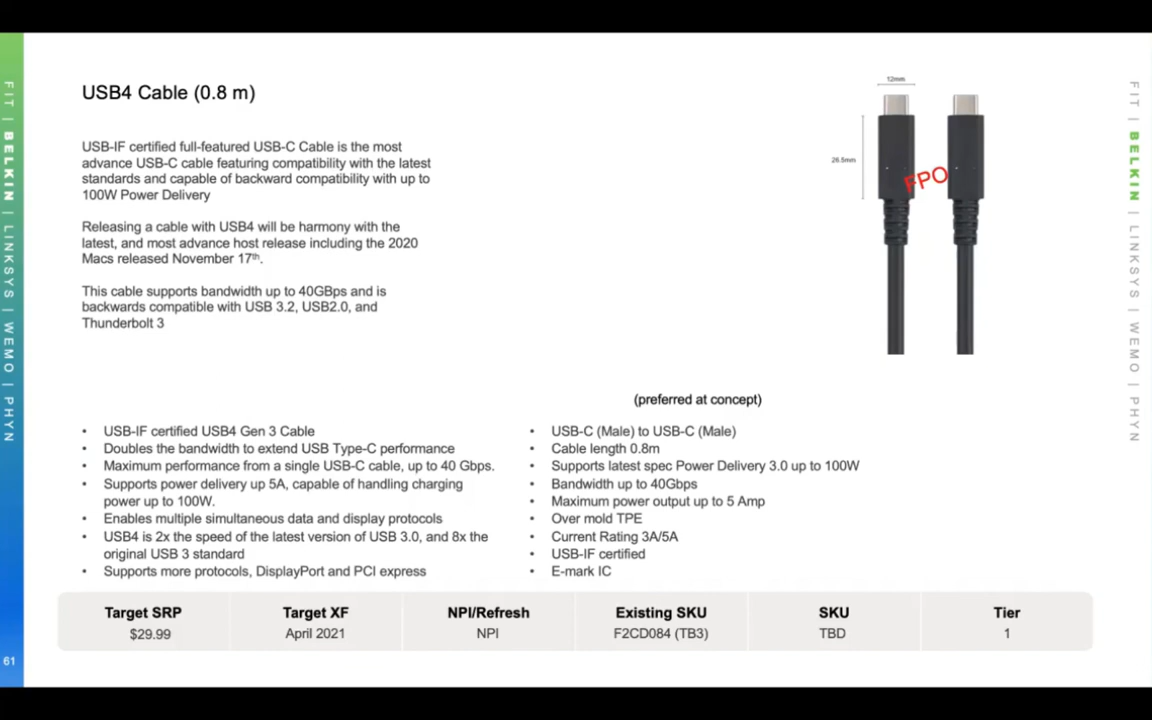 USB4 Cable (0.8 m)
USB-IF certified full-featured USB-C Cable is the most
advance USB-C cable featuring compatibility with the latest
standards and capable of backward compatibility with up to
100W Power Delivery
Releasing a cable with USB4 will be harmony with the
latest, and most advance host release including the 2020
Macs released November 17th.
This cable supports bandwidth up to 40GBps and is
backwards compatible with USB 3.2, USB2.0, and
Thunderbolt 3
12mm
26.5mm
FPO
• USB-IF certified USB4 Gen 3 Cable
• Doubles the bandwidth to extend USB Type-C performance
• Maximum performance from a single USB-C cable, up to 40 Gbps.
• Supports power delivery up 5A, capable of handling charging
power up to 100W.
• Enables multiple simultaneous data and display protocols
• USB4 is 2x the speed of the latest version of USB 3.0, and 8x the
original USB 3 standard
• Supports more protocols, DisplayPort and PCI express
(preferred at concept)
• USB-C (Male) to USB-C (Male)
• Cable length 0.8m
• Supports latest spec Power Delivery 3.0 up to 100W
• Bandwidth up to 40Gbps
• Maximum power output up to 5 Amp
• Over mold TPE
• Current Rating 3A/5A
• USB-IF certified
• E-mark IC
Target SRP Target XF NPI/Refresh Existing SKU SKU Tier
$29.99 April 2021 NPI F2CD084 (TB3) TBD 1
FIT | BELKIN | LINKSYS | WEMO | PHYN
61
FIT | BELKIN | LINKSYS | WEMO | PHYN